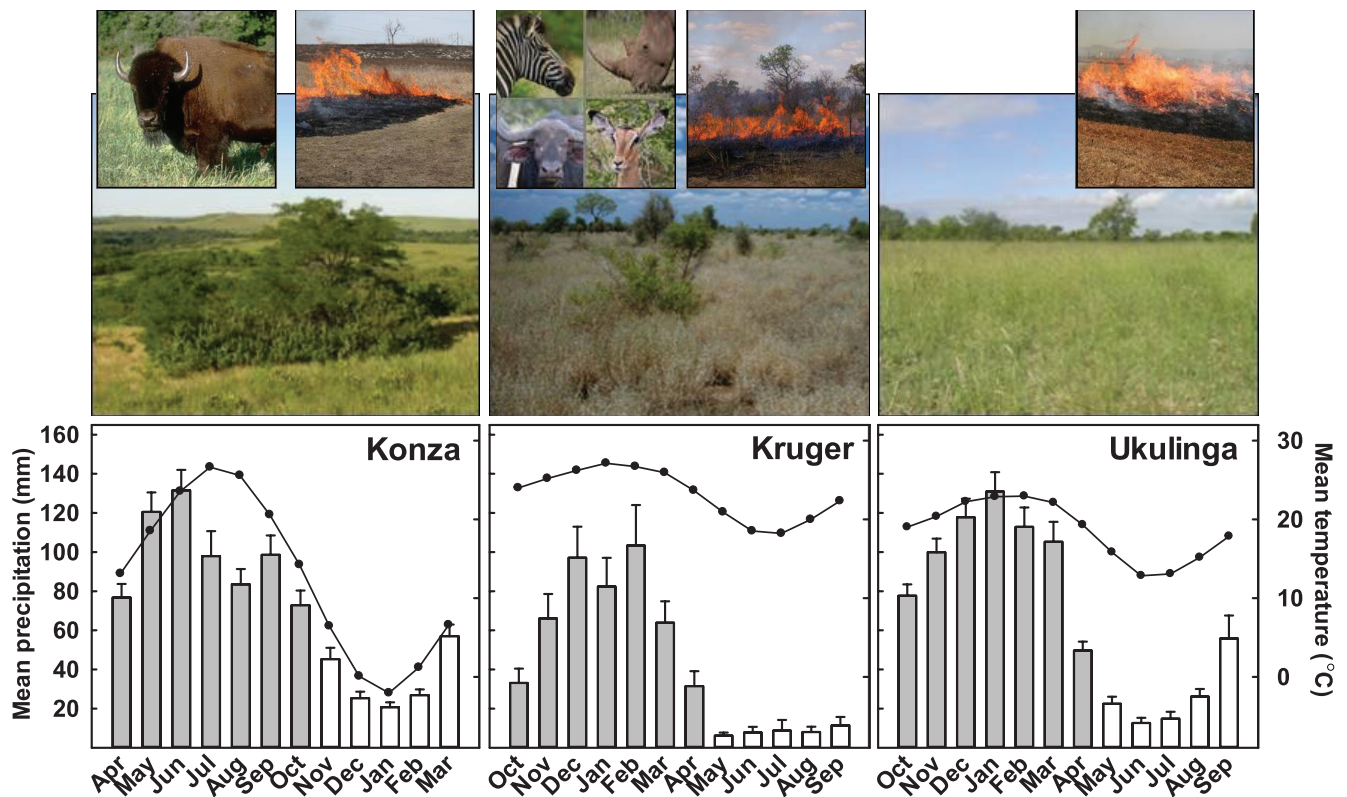 Konza
Kruger
Ukulinga
Mean precipitation (mm)
160
140
120
100
80
60
40
20
30
20
10
0
Mean temperature (°C)
Apr May Jun Jul Aug Sep Oct Nov Dec Jan Feb Mar
Oct Nov Dec Jan Feb Mar Apr May Jun Jul Aug Sep
Oct Nov Dec Jan Feb Mar Apr May Jun Jul Aug Sep